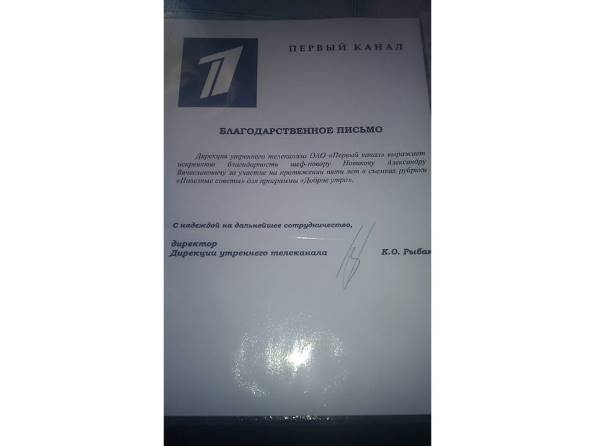 1
ПЕРВЫЙ КАНАЛ
БЛАГОДАРСТВЕННОЕ ПИСЬМО
Дирекция утреннего телеканала ОАО «Первый канал» выражает
искреннюю благодарность шеф-повару Новикову Александру
Вячеславовичу за участие на протяжении пяти лет в съемках рубрики
«Полезные советы» для программы «Доброе утро».
С надеждой на дальнейшее сотрудничество,
директор
Дирекции утреннего телеканала К.О. Рыбак